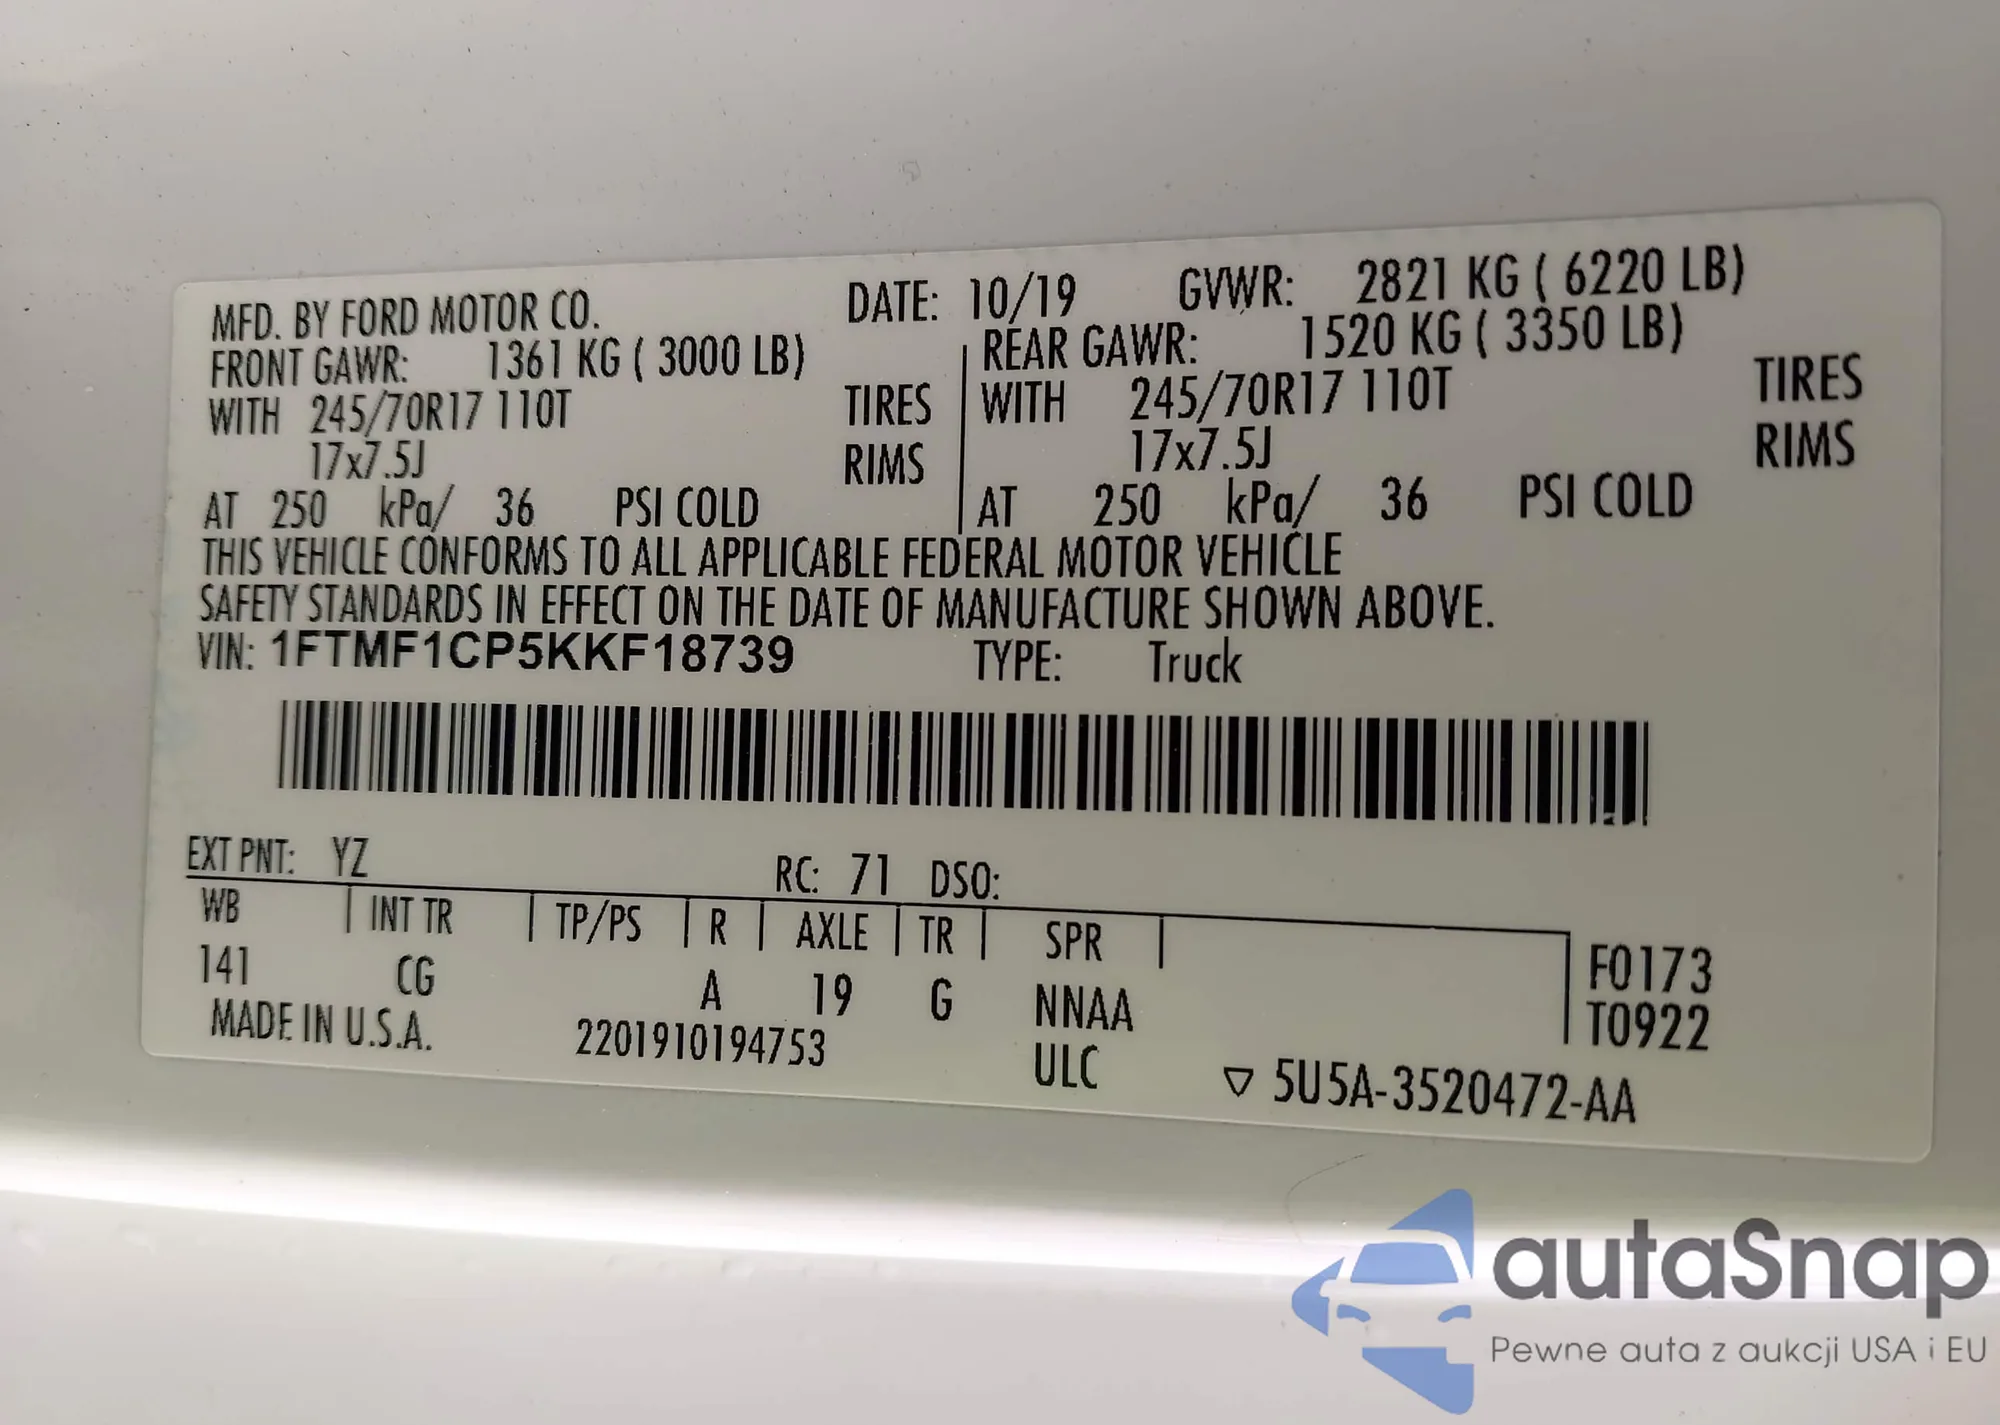 MFD. BY FORD MOTOR CO. DATE: 10/19 GVWR: 2821 KG ( 6220 LB)
FRONT GAWR: 1361 KG ( 3000 LB) REAR GAWR: 1520 KG ( 3350 LB)
WITH 245/70R17 110T TIRES WITH 245/70R17 110T TIRES
17x7.5J RIMS 17x7.5J RIMS
AT 250 kPa/ 36 PSI COLD AT 250 kPa/ 36 PSI COLD
THIS VEHICLE CONFORMS TO ALL APPLICABLE FEDERAL MOTOR VEHICLE
SAFETY STANDARDS IN EFFECT ON THE DATE OF MANUFACTURE SHOWN ABOVE.
VIN: 1FTMF1CP5KKF18739 TYPE: Truck
EXT PNT: YZ RC: 71 DSO:
WB INT TR TP/PS R AXLE TR SPR
141 CG A 19 G NNAA F0173
MADE IN U.S.A. 2201910194753 ULC T0922
▽ 5U5A-3520472-AA
autaSnap
Pewne auta z aukcji USA i EU